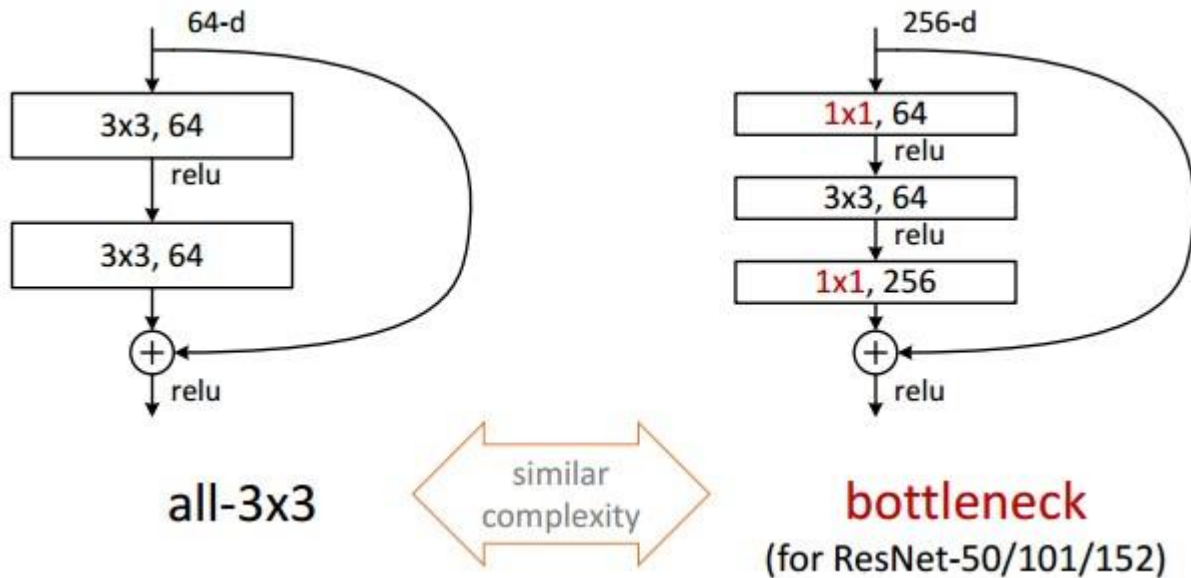 64-d
3x3, 64
relu
3x3, 64
+
relu
all-3x3
similar
complexity
256-d
1x1, 64
relu
3x3, 64
relu
1x1, 256
+
relu
bottleneck
(for ResNet-50/101/152)